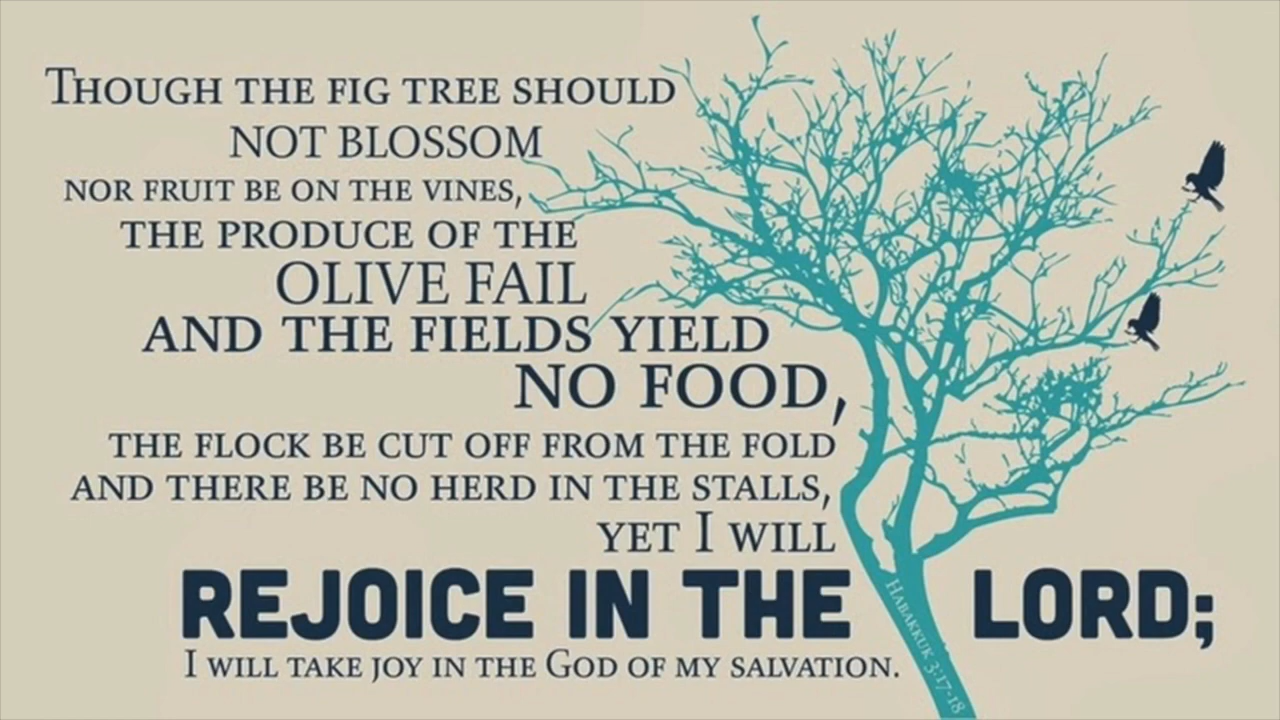 Though the fig tree should
not blossom
nor fruit be on the vines,
the produce of the
olive fail
and the fields yield
no food,
the flock be cut off from the fold
and there be no herd in the stalls,
yet I will
REJOICE IN THE LORD;
I will take joy in the God of my salvation.
Habakkuk 3:17-18